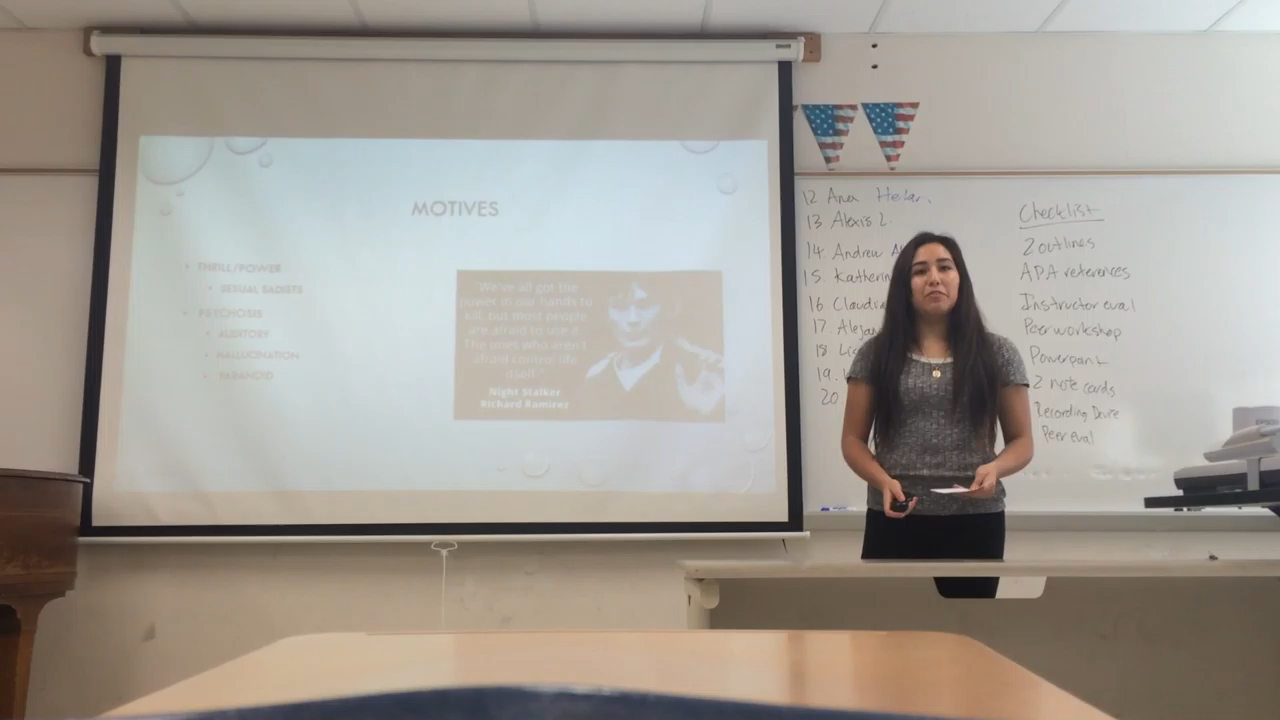 MOTIVES
THRILL/POWER
SEXUAL SADISTS
PSYCHOSIS
AUDITORY
HALLUCINATION
PARANOID
"We've all got the
power in our hands to
kill, but most people
are afraid to use it.
The ones who aren't
afraid control life
itself."
Night Stalker
Richard Ramirez
12 Ana
13. Alexis L.
14. Andrew
15. Katherin
16 Claudia
17. Alejan
18.
19.
20.
Checklist
2 outlines
APA references
Instructor eval
Peer workshop
Powerpoint
2 note cards
Recording Device
Peer eval